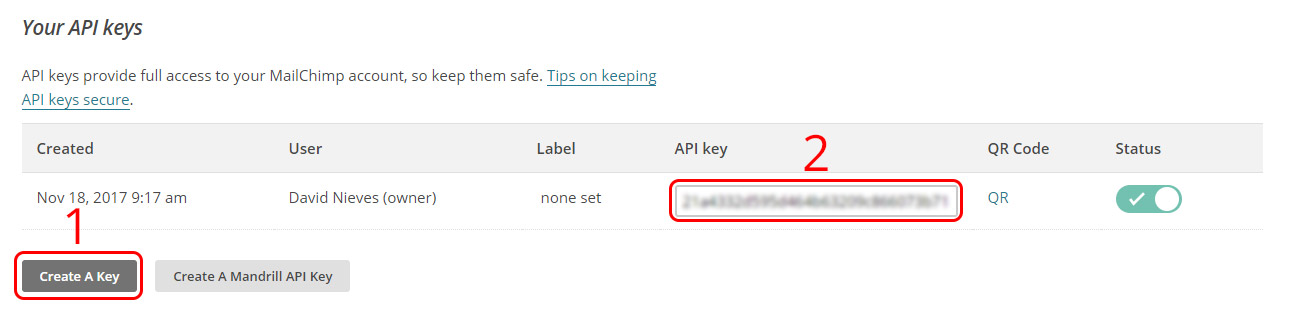 Your API keys
API keys provide full access to your MailChimp account, so keep them safe. Tips on keeping
API keys secure.
Created User Label API key 2 QR Code Status
Nov 18, 2017 9:17 am David Nieves (owner) none set QR
1
Create A Key Create A Mandrill API Key